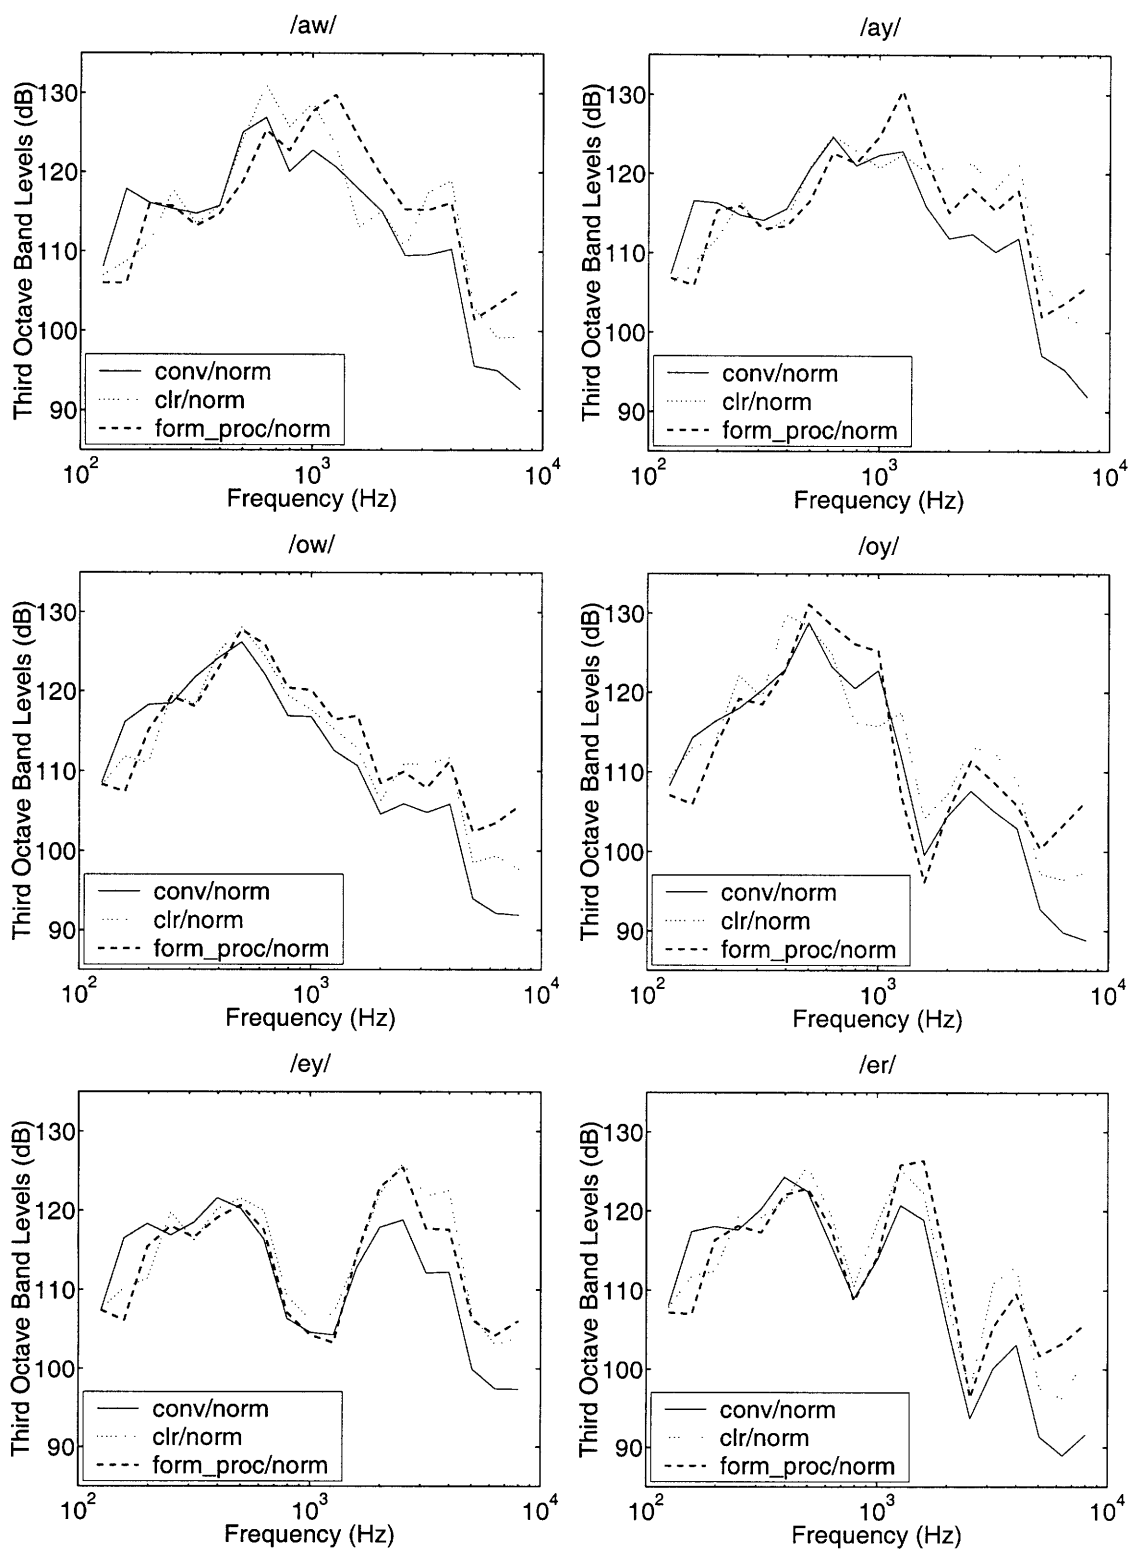 /aw/
Third Octave Band Levels (dB)
130
120
110
100
90
conv/norm
clr/norm
form_proc/norm
10^2
10^3
10^4
Frequency (Hz)
/ay/
Third Octave Band Levels (dB)
130
120
110
100
90
conv/norm
clr/norm
form_proc/norm
10^2
10^3
10^4
Frequency (Hz)
/ow/
Third Octave Band Levels (dB)
130
120
110
100
90
conv/norm
clr/norm
form_proc/norm
10^2
10^3
10^4
Frequency (Hz)
/oy/
Third Octave Band Levels (dB)
130
120
110
100
90
conv/norm
clr/norm
form_proc/norm
10^2
10^3
10^4
Frequency (Hz)
/ey/
Third Octave Band Levels (dB)
130
120
110
100
90
conv/norm
clr/norm
form_proc/norm
10^2
10^3
10^4
Frequency (Hz)
/er/
Third Octave Band Levels (dB)
130
120
110
100
90
conv/norm
clr/norm
form_proc/norm
10^2
10^3
10^4
Frequency (Hz)